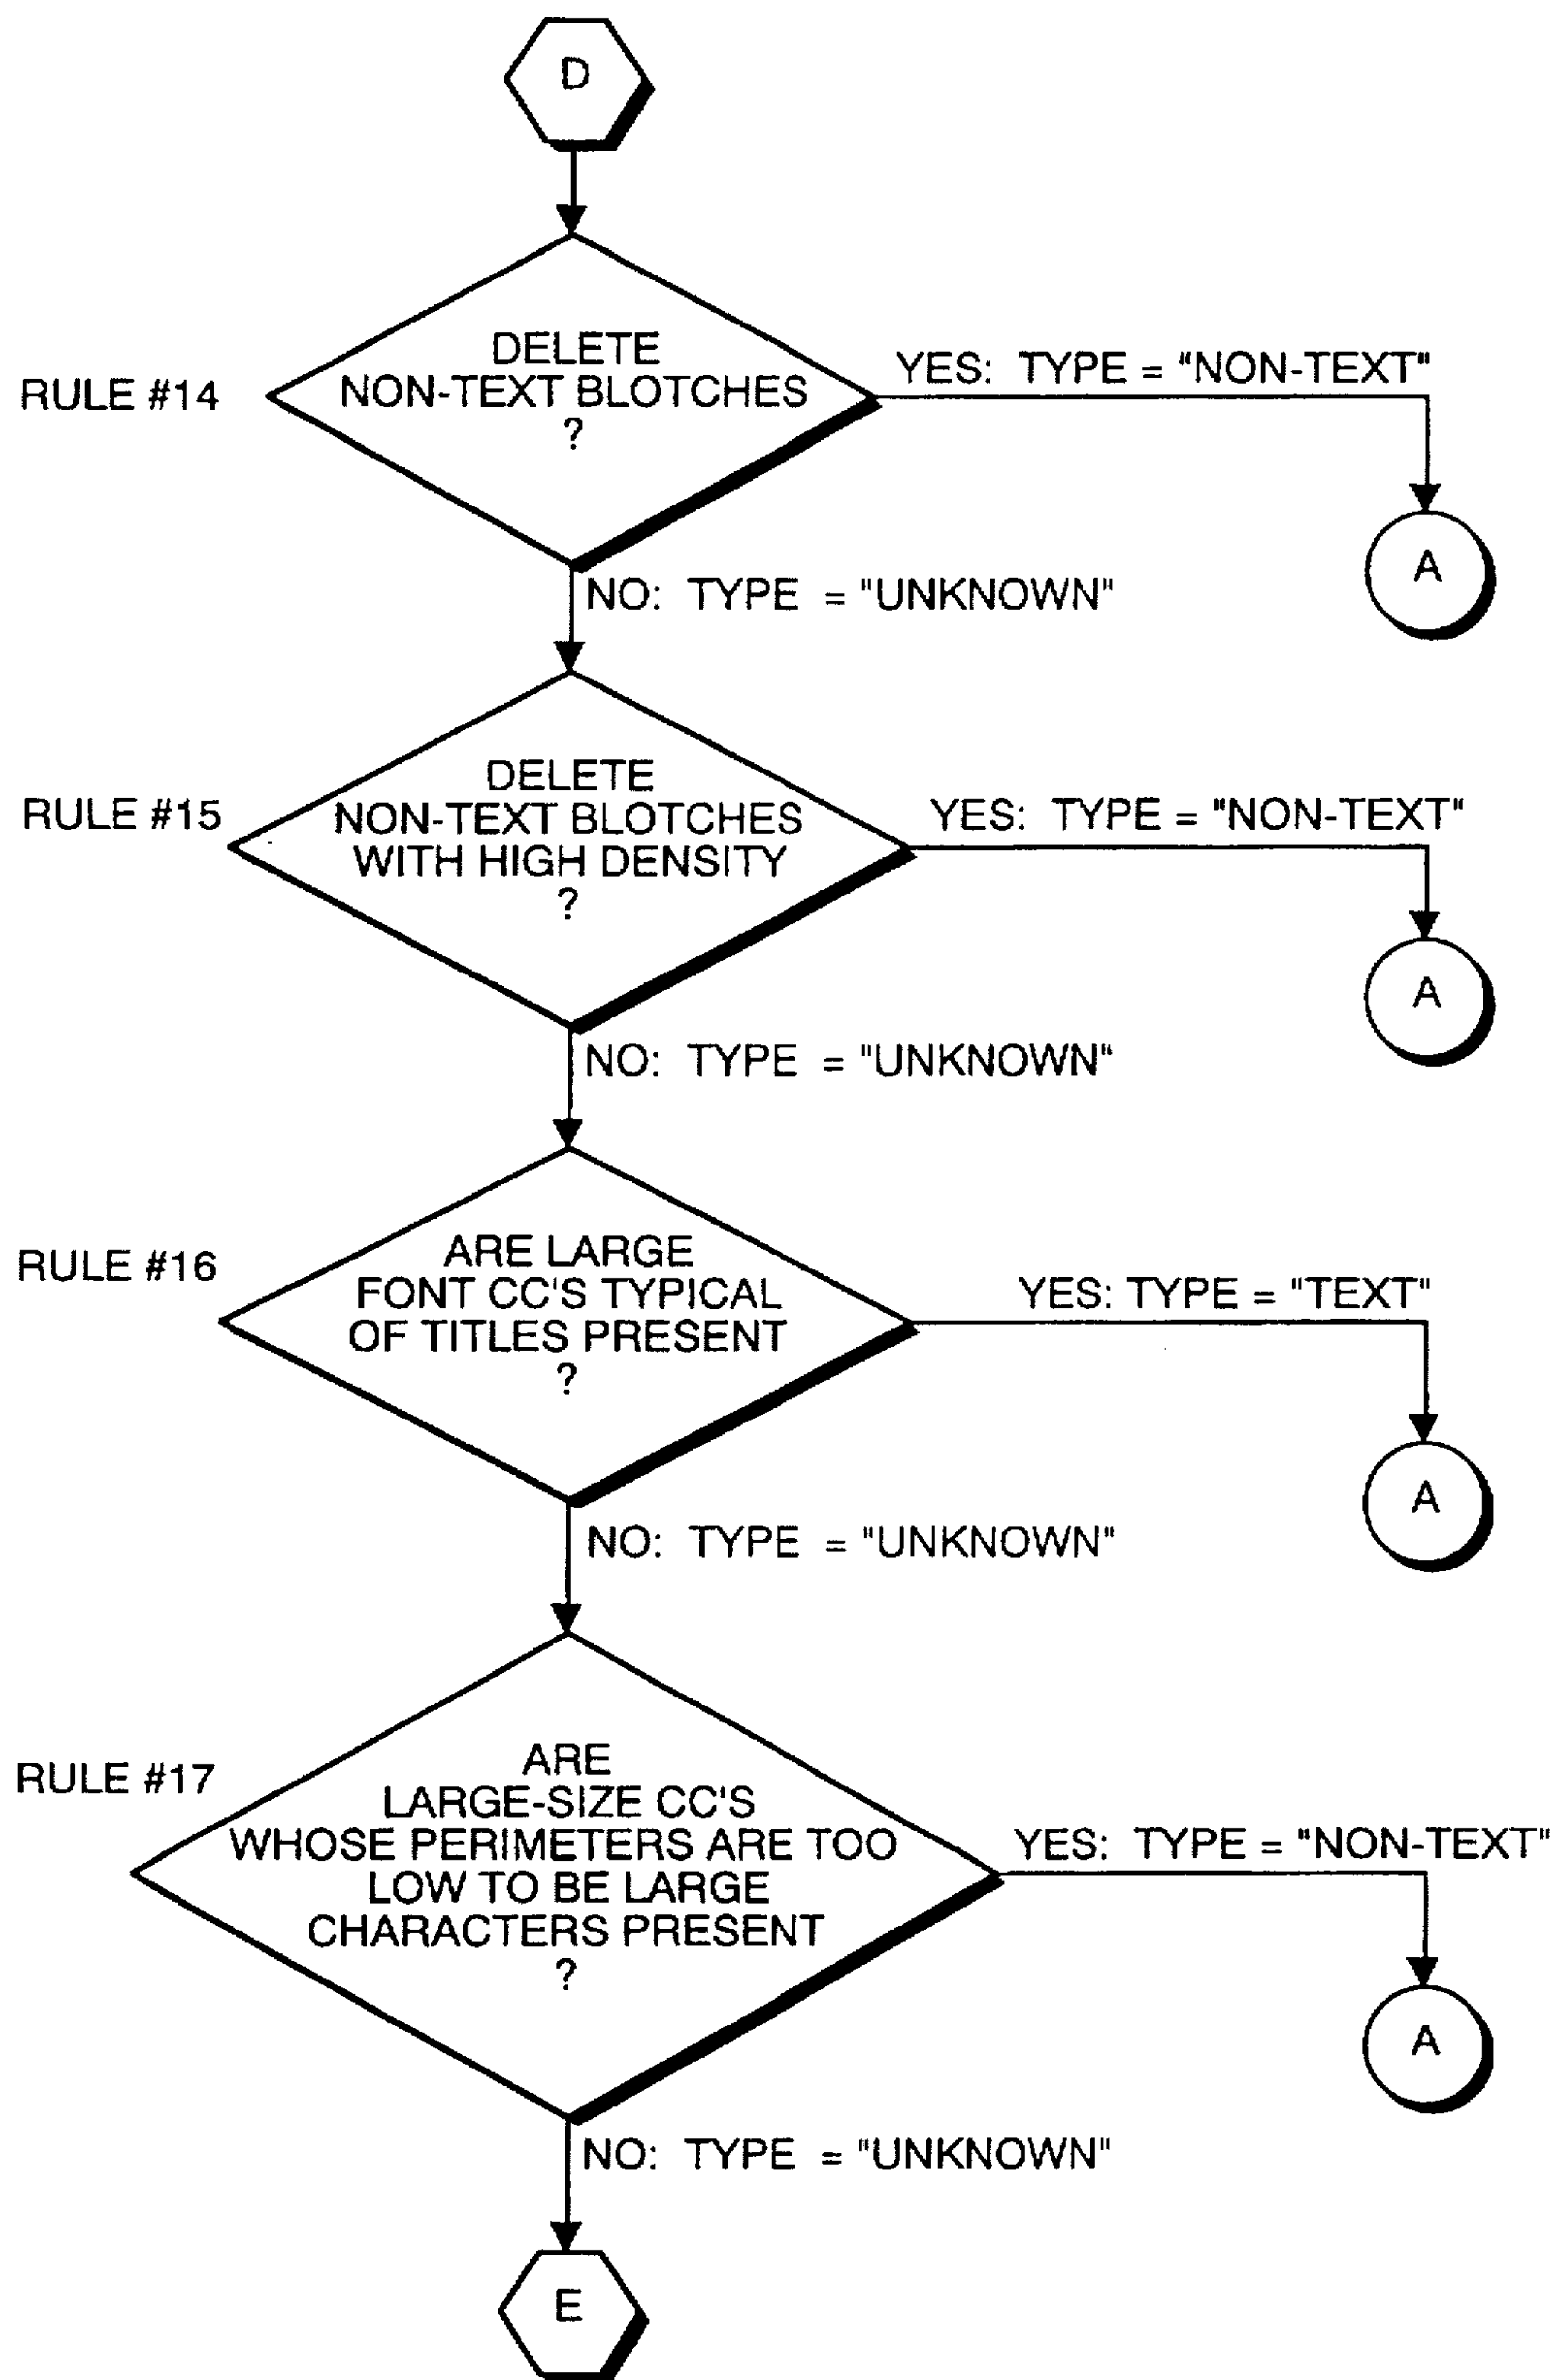 D
DELETE
NON-TEXT BLOTCHES
?
RULE #14
YES: TYPE = "NON-TEXT"
A
NO: TYPE = "UNKNOWN"
DELETE
NON-TEXT BLOTCHES
WITH HIGH DENSITY
?
RULE #15
YES: TYPE = "NON-TEXT"
A
NO: TYPE = "UNKNOWN"
ARE LARGE
FONT CC'S TYPICAL
OF TITLES PRESENT
?
RULE #16
YES: TYPE = "TEXT"
A
NO: TYPE = "UNKNOWN"
ARE
LARGE-SIZE CC'S
WHOSE PERIMETERS ARE TOO
LOW TO BE LARGE
CHARACTERS PRESENT
?
RULE #17
YES: TYPE = "NON-TEXT"
A
NO: TYPE = "UNKNOWN"
E